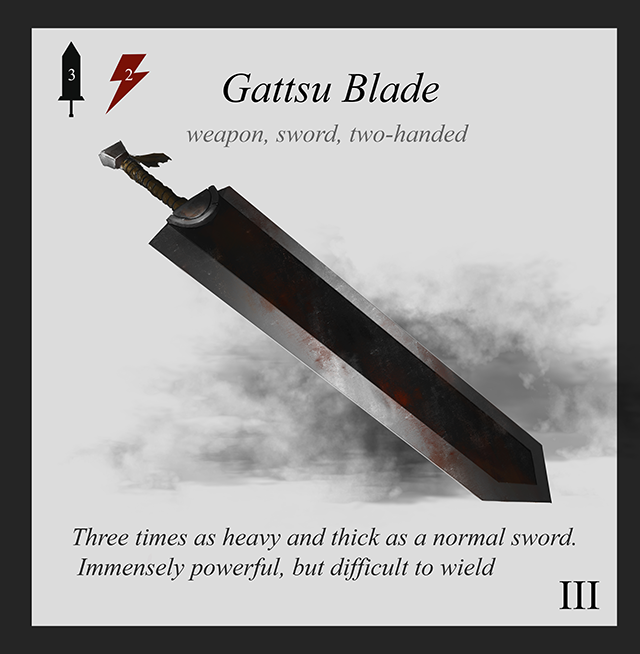 3
2
Gattsu Blade
weapon, sword, two-handed
Three times as heavy and thick as a normal sword.
Immensely powerful, but difficult to wield
III